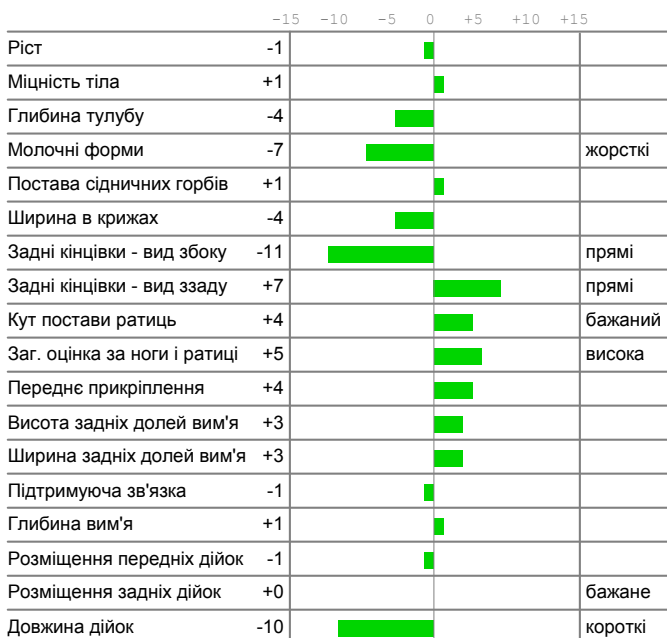 -15 -10 -5 0 +5 +10 +15
Ріст -1
Міцність тіла +1
Глибина тулубу -4
Молочні форми -7 жорсткі
Постава сідничних горбів +1
Ширина в крижах -4
Задні кінцівки - вид збоку -11 прямі
Задні кінцівки - вид ззаду +7 прямі
Кут постави ратиць +4 бажаний
Заг. оцінка за ноги і ратиці +5 висока
Переднє прикріплення +4
Висота задніх долей вим'я +3
Ширина задніх долей вим'я +3
Підтримуюча зв'язка -1
Глибина вим'я +1
Розміщення передніх дійок -1
Розміщення задніх дійок +0 бажане
Довжина дійок -10 короткі